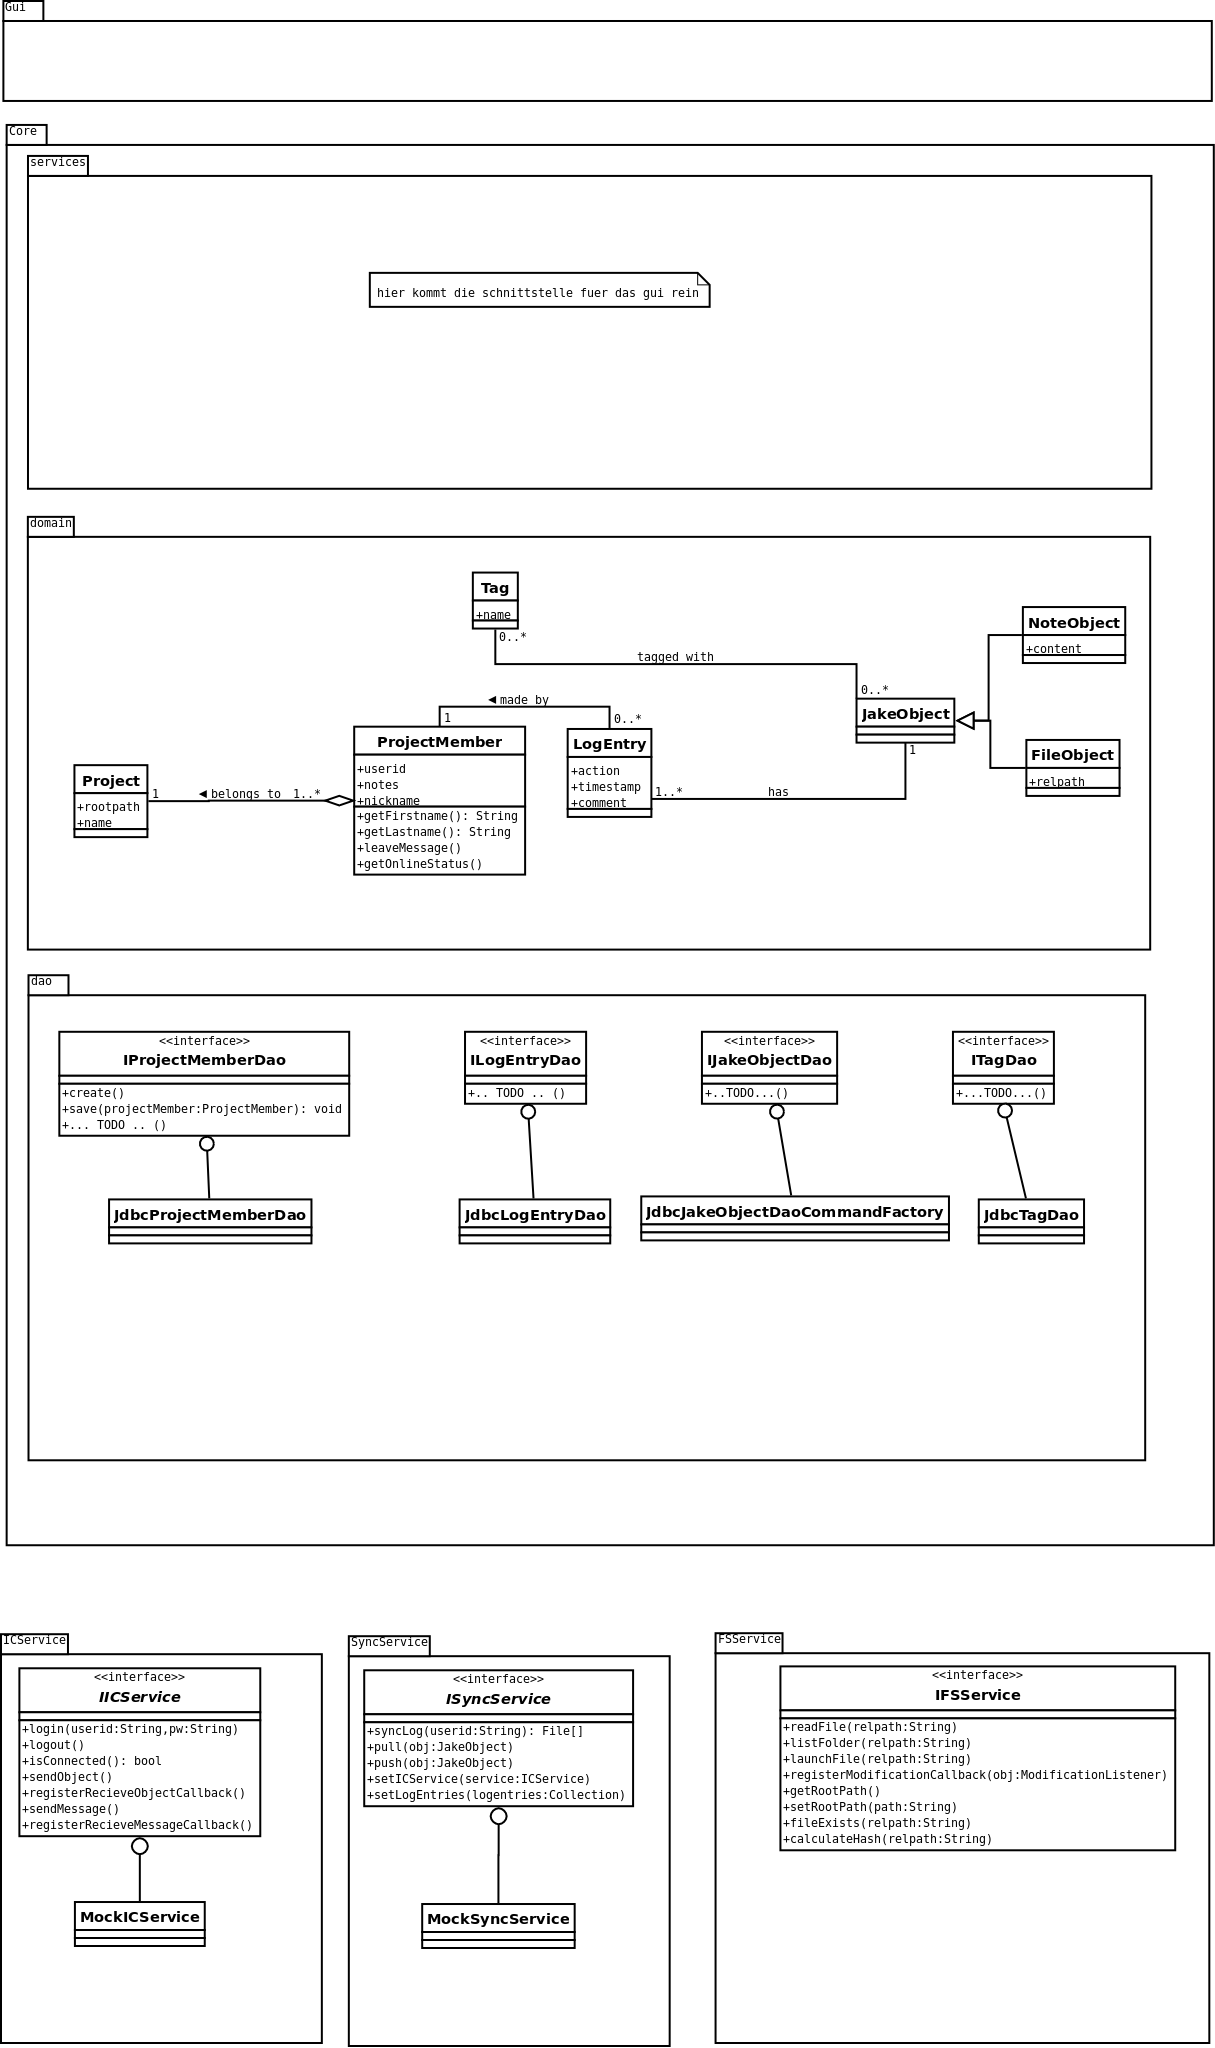 Gui
Core
services
hier kommt die schnittstelle fuer das gui rein
domain
Tag
+name
0..*
tagged with
0..*
NoteObject
+content
JakeObject
1
FileObject
+relpath
made by
1
0..*
ProjectMember
+userid
+notes
+nickname
+getFirstname(): String
+getLastname(): String
+leaveMessage()
+getOnlineStatus()
LogEntry
+action
+timestamp
+comment
1..*
has
Project
+rootpath
+name
1
belongs to
1..*
dao
<<interface>>
IProjectMemberDao
+create()
+save(projectMember:ProjectMember): void
+... TODO .. ()
<<interface>>
ILogEntryDao
+.. TODO .. ()
<<interface>>
IJakeObjectDao
+..TODO...()
<<interface>>
ITagDao
+...TODO...()
JdbcProjectMemberDao
JdbcLogEntryDao
JdbcJakeObjectDaoCommandFactory
JdbcTagDao
ICService
<<interface>>
IICService
+login(userid:String,pw:String)
+logout()
+isConnected(): bool
+sendObject()
+registerRecieveObjectCallback()
+sendMessage()
+registerRecieveMessageCallback()
MockICService
SyncService
<<interface>>
ISyncService
+syncLog(userid:String): File[]
+pull(obj:JakeObject)
+push(obj:JakeObject)
+setICService(service:ICService)
+setLogEntries(logentries:Collection)
MockSyncService
FSService
<<interface>>
IFSService
+readFile(relpath:String)
+listFolder(relpath:String)
+launchFile(relpath:String)
+registerModificationCallback(obj:ModificationListener)
+getRootPath()
+setRootPath(path:String)
+fileExists(relpath:String)
+calculateHash(relpath:String)